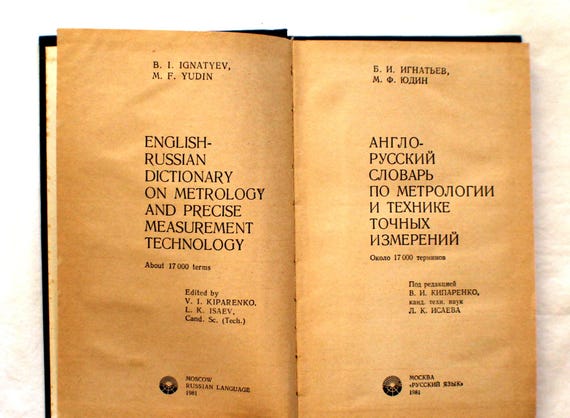 B. I. IGNATYEV,
M. F. YUDIN
ENGLISH-
RUSSIAN
DICTIONARY
ON METROLOGY
AND PRECISE
MEASUREMENT
TECHNOLOGY
About 17 000 terms
Edited by
V. I. KIPARENKO,
L. K. ISAEV,
Cand. Sc. (Tech.)
MOSCOW
RUSSIAN LANGUAGE
1981
Б. И. ИГНАТЬЕВ,
М. Ф. ЮДИН
АНГЛО-
РУССКИЙ
СЛОВАРЬ
ПО МЕТРОЛОГИИ
И ТЕХНИКЕ
ТОЧНЫХ
ИЗМЕРЕНИЙ
Около 17 000 терминов
Под редакцией
В. И. КИПАРЕНКО,
канд. техн. наук
Л. К. ИСАЕВА
МОСКВА
«РУССКИЙ ЯЗЫК»
1981